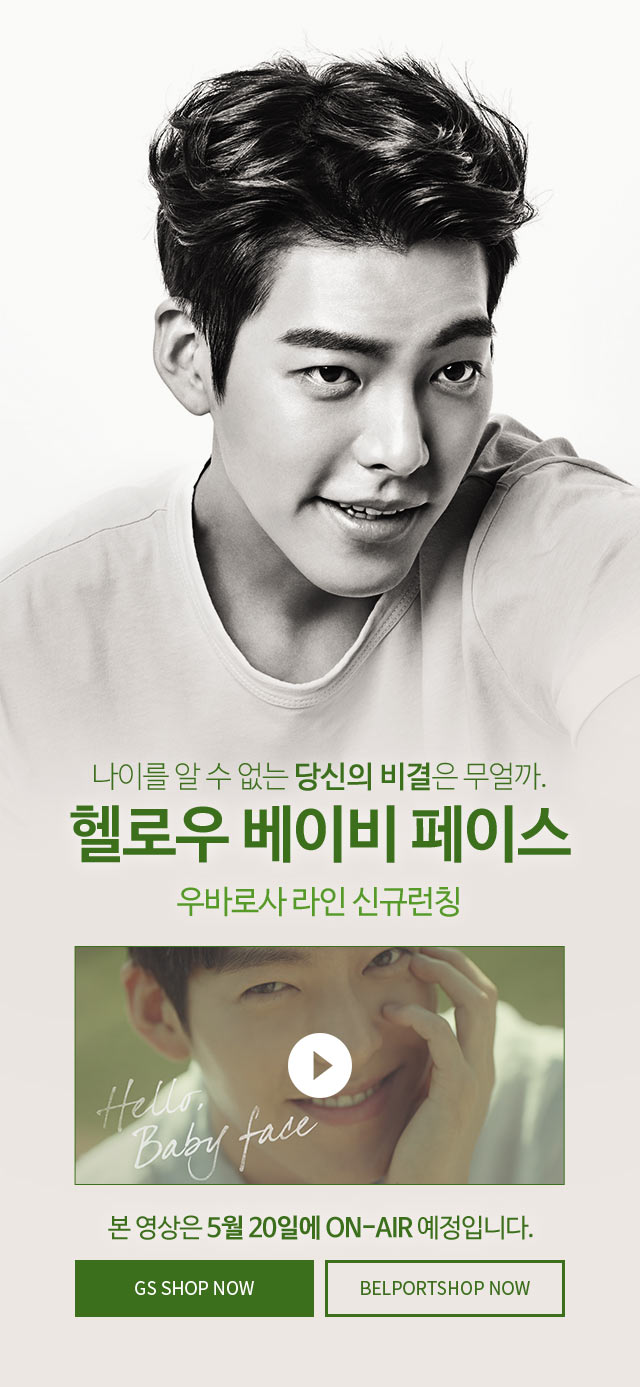 나이를 알 수 없는 당신의 비결은 무얼까.
헬로우 베이비 페이스
우바로사 라인 신규런칭
Hello,
Baby face
본 영상은 5월 20일에 ON-AIR 예정입니다.
GS SHOP NOW
BELPORTSHOP NOW